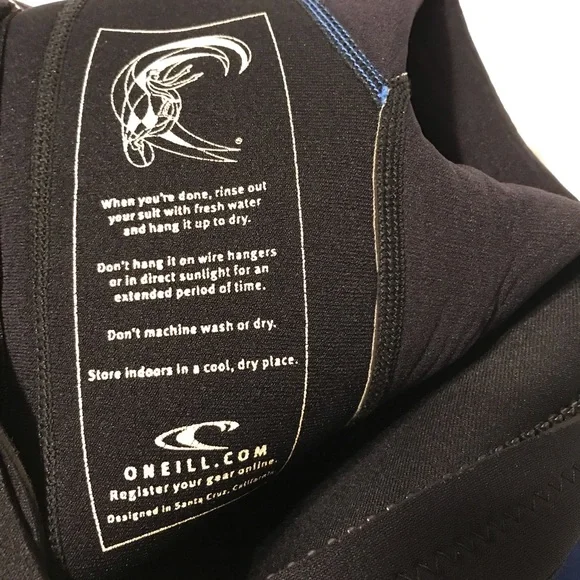 When you're done, rinse out
your suit with fresh water
and hang it up to dry.
Don't hang it on wire hangers
or in direct sunlight for an
extended period of time.
Don't machine wash or dry.
Store indoors in a cool, dry place.
ONEILL.COM
Register your gear online.
Designed in Santa Cruz, California